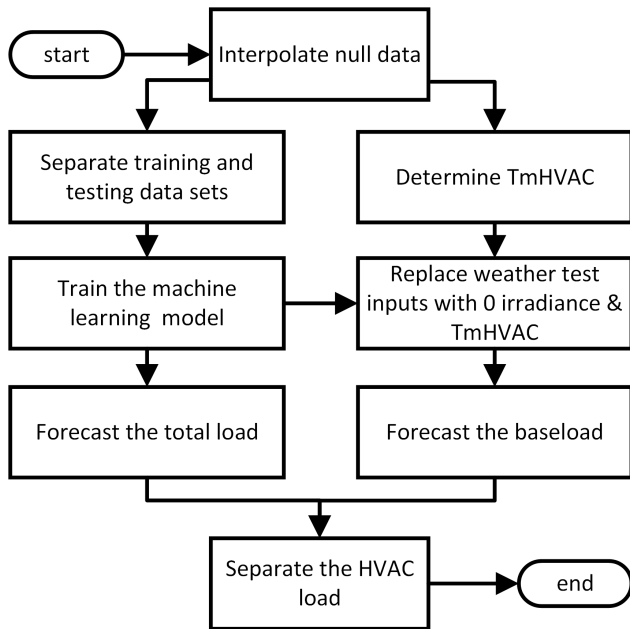 start
Interpolate null data
Separate training and
testing data sets
Determine TmHVAC
Train the machine
learning model
Replace weather test
inputs with 0 irradiance &
TmHVAC
Forecast the total load
Forecast the baseload
Separate the HVAC
load
end